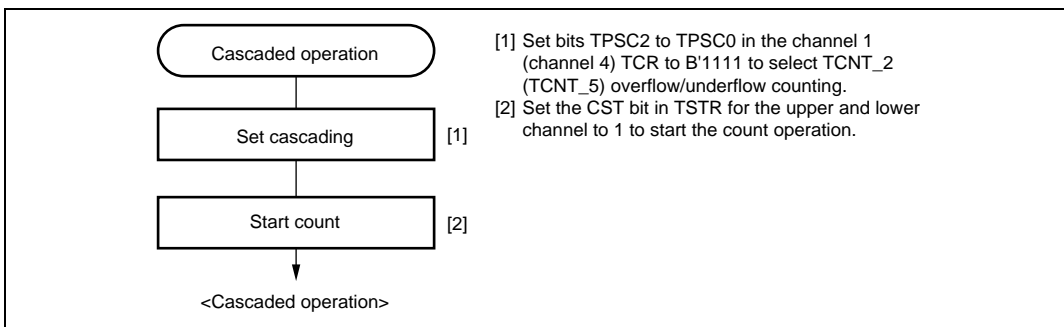 Cascaded operation
Set cascading
[1]
Start count
[2]
<Cascaded operation>
[1] Set bits TPSC2 to TPSC0 in the channel 1
(channel 4) TCR to B'1111 to select TCNT_2
(TCNT_5) overflow/underflow counting.
[2] Set the CST bit in TSTR for the upper and lower
channel to 1 to start the count operation.